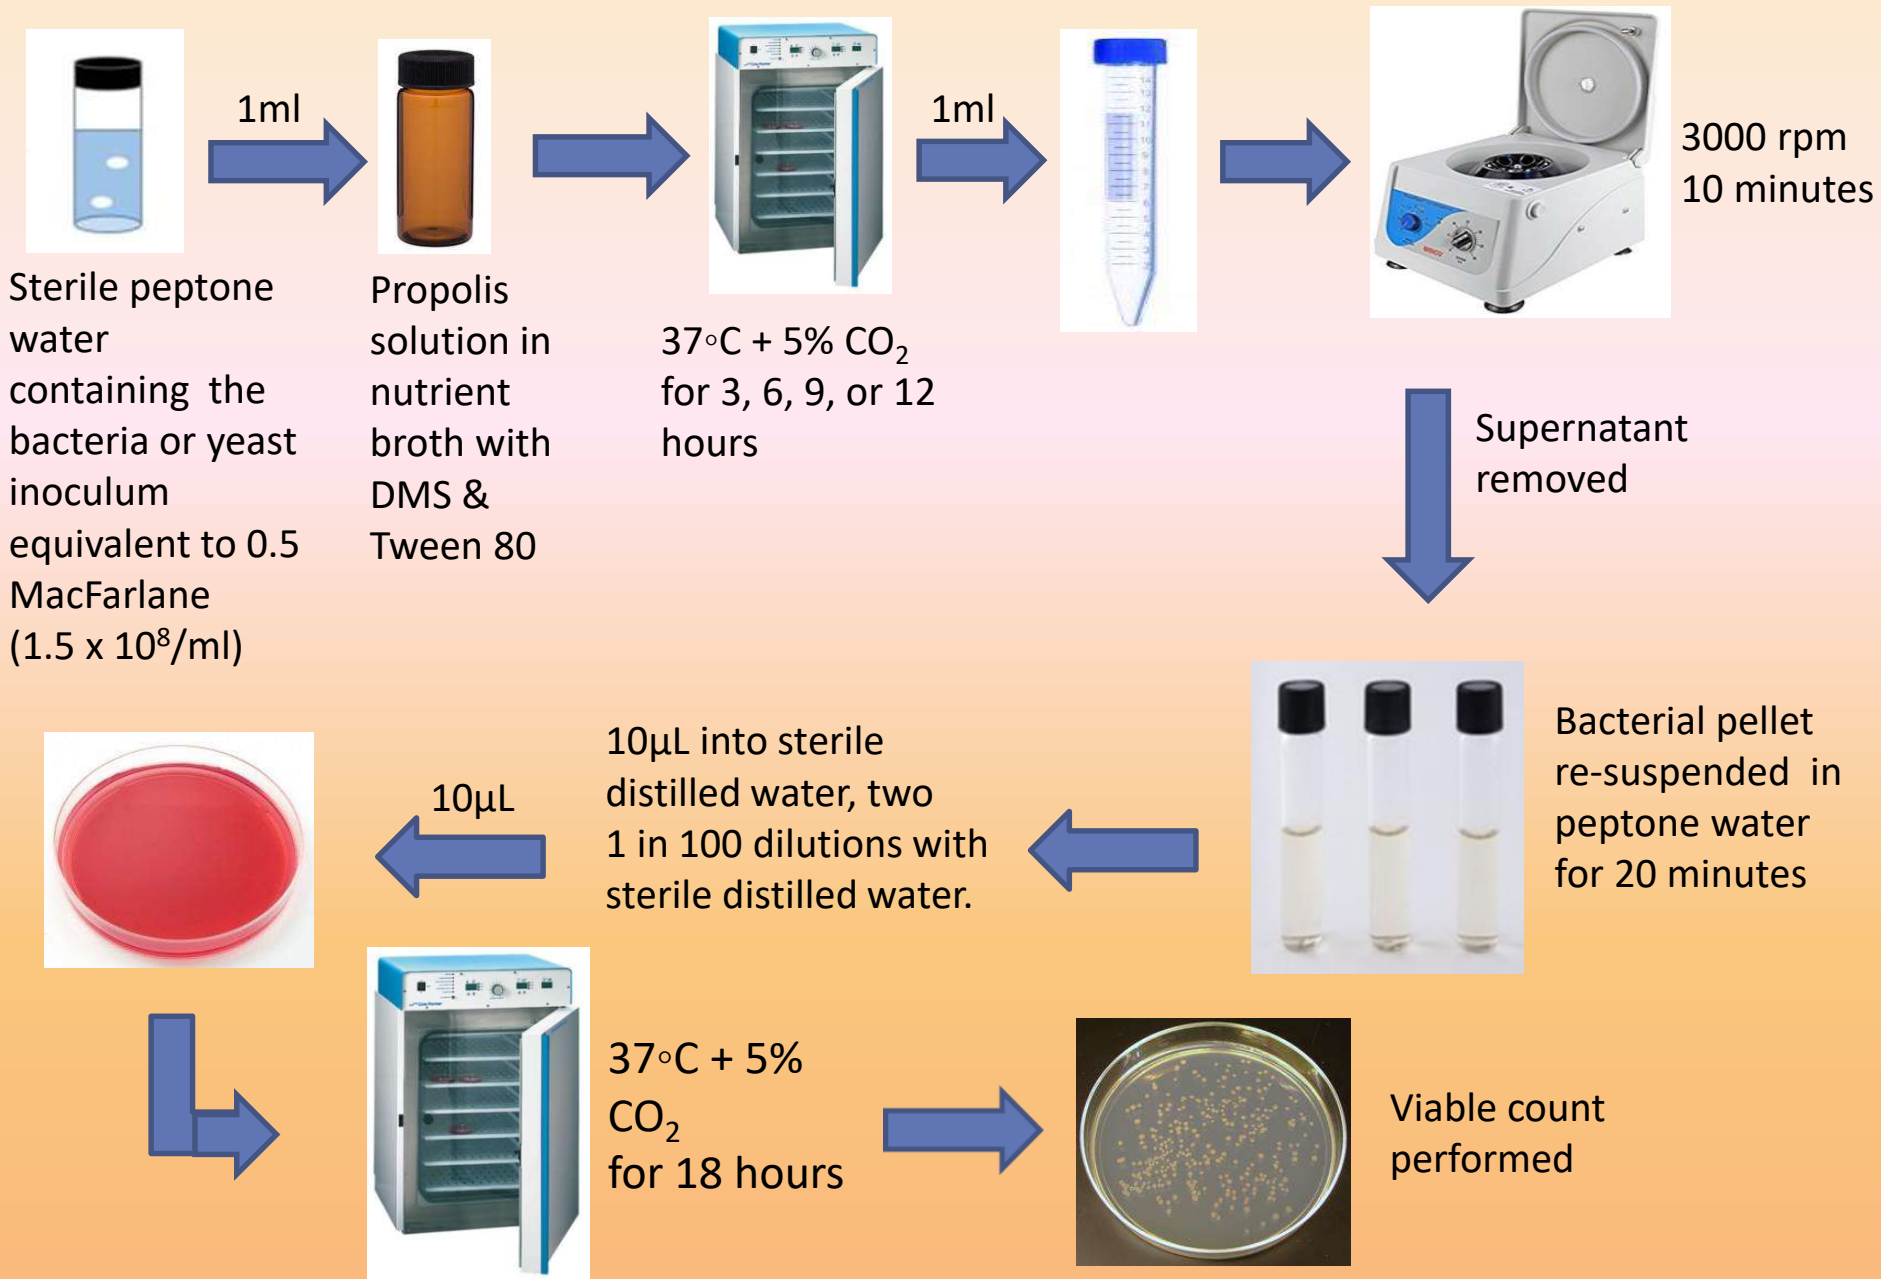 1ml
1ml
3000 rpm
10 minutes
Sterile peptone
water
containing  the
bacteria or yeast
inoculum
equivalent to 0.5
MacFarlane
(1.5 x 10⁸/ml)
Propolis
solution in
nutrient
broth with
DMS &
Tween 80
37◦C + 5% CO₂
for 3, 6, 9, or 12
hours
Supernatant
removed
Bacterial pellet
re-suspended  in
peptone water
for 20 minutes
10µL into sterile
distilled water, two
1 in 100 dilutions with
sterile distilled water.
10µL
37◦C + 5%
CO₂
for 18 hours
Viable count
performed